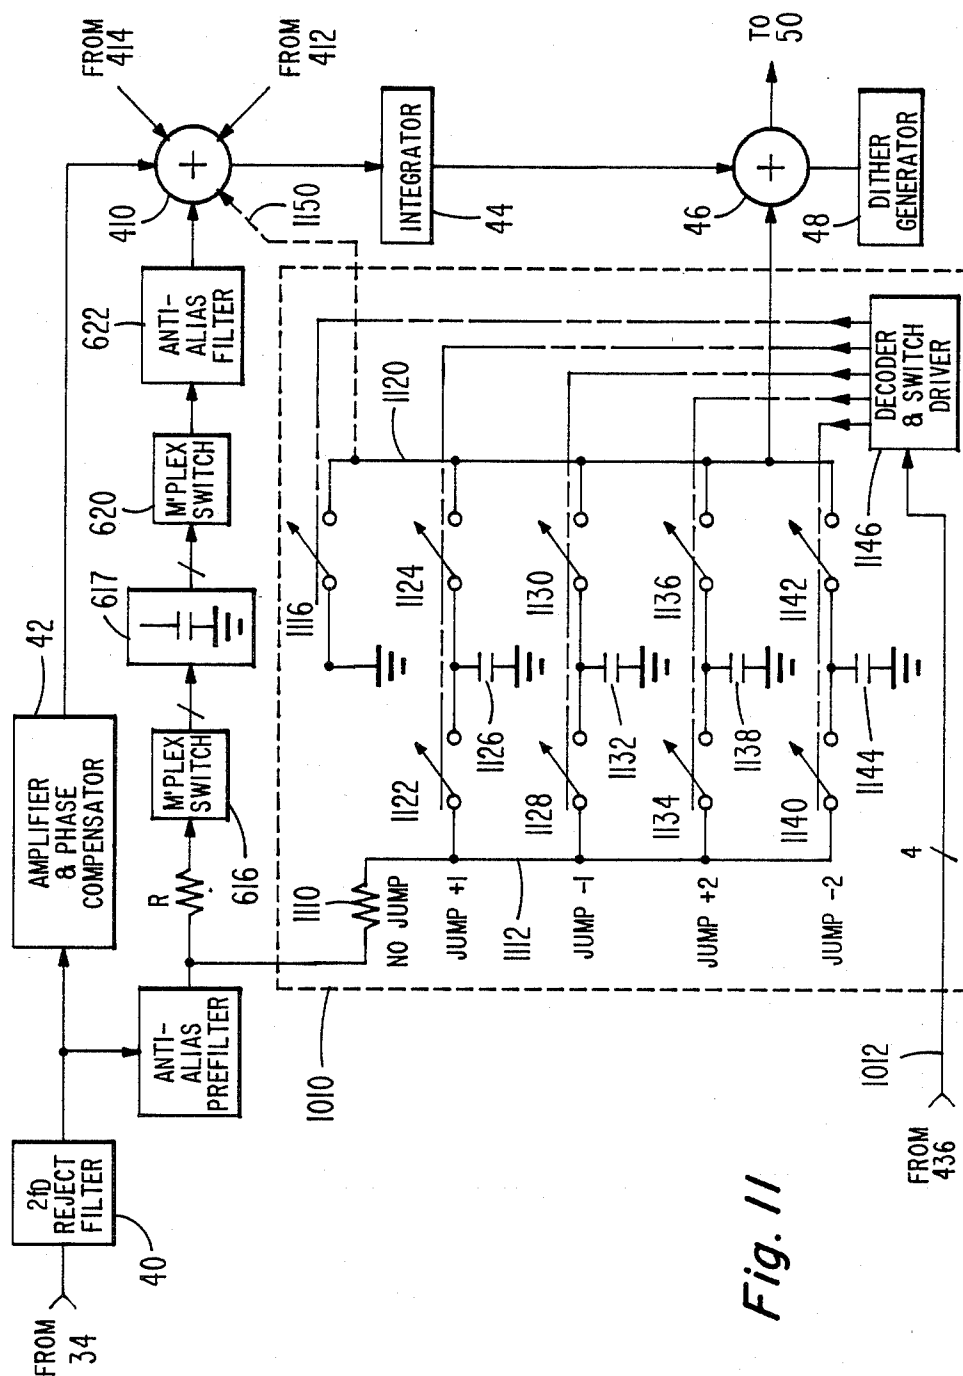 FROM
34
2fD
REJECT
FILTER
40
AMPLIFIER
& PHASE
COMPENSATOR
42
ANTI-
ALIAS
PREFILTER
R
M'PLEX
SWITCH
616
617
M'PLEX
SWITCH
620
ANTI-
ALIAS
FILTER
622
FROM
414
FROM
412
+
410
1150
INTEGRATOR
44
+
46
TO
50
DITHER
GENERATOR
48
1010
1110
NO JUMP
1116
1120
JUMP +1
1112
1122
1126
1124
JUMP -1
1128
1132
1130
JUMP +2
1134
1138
1136
JUMP -2
1140
1144
1142
DECODER
& SWITCH
DRIVER
1146
FROM
436
1012
4
Fig. 11